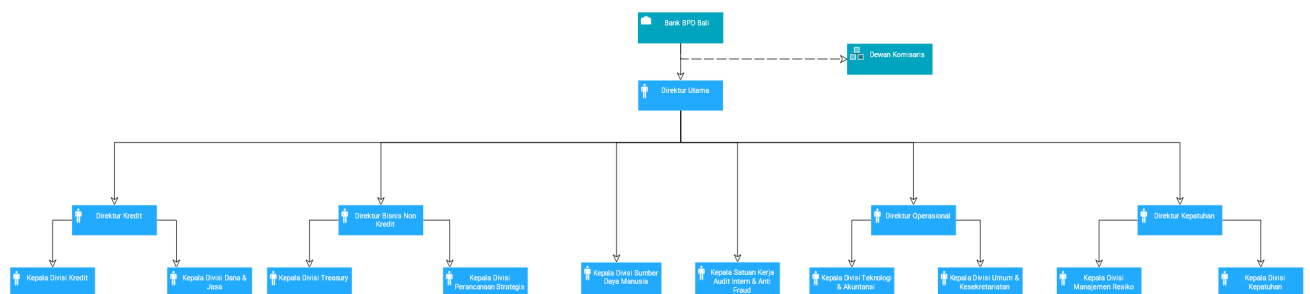 Bank BPD Bali
Dewan Komisaris
Direktur Utama
Direktur Kredit
Direktur Bisnis Non
Kredit
Direktur Operasional
Direktur Kepatuhan
Kepala Divisi Kredit
Kepala Divisi Dana &
Jasa
Kepala Divisi Treasury
Kepala Divisi
Perancanaan Strategis
Kepala Divisi Sumber
Daya Manusia
Kepala Satuan Kerja
Audit Intern & Anti
Fraud
Kepala Divisi Teknologi
& Akuntansi
Kepala Divisi Umum &
Kesekretariatan
Kepala Divisi
Manajemen Resiko
Kepala Divisi
Kepatuhan